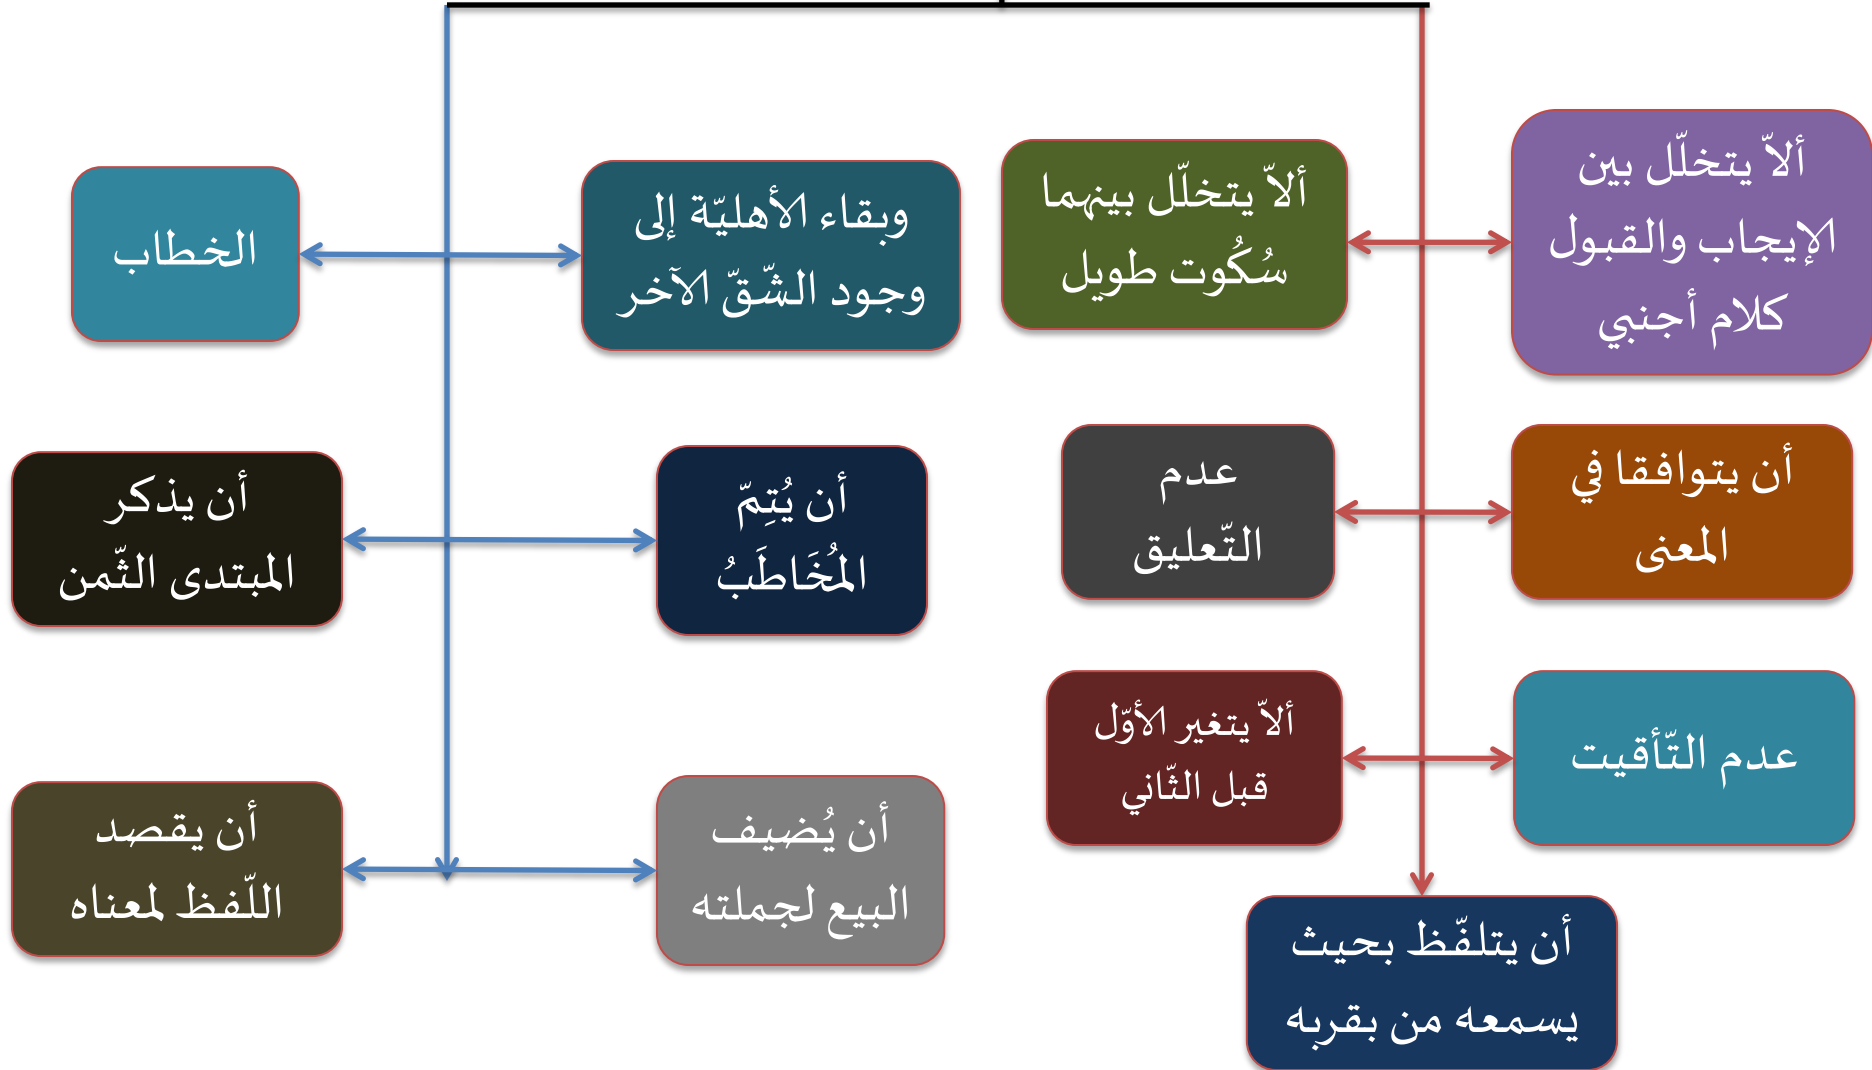 ألاّ يتخلّل بين
الإيجاب والقبول
كلام أجنبي
ألاّ يتخلّل بينهما
سُكُوت طويل
أن يتوافقا في
المعنى
عدم
التّعليق
عدم التّأقيت
ألاّ يتغير الأوّل
قبل الثّاني
أن يتلفّظ بحيث
يسمعه من بقربه
وبقاء الأهليّة إلى
وجود الشّقّ الآخر
الخطاب
أن يُتِمّ
المُخَاطَبُ
أن يذكر
المبتدى الثّمن
أن يُضيف
البيع لجملته
أن يقصد
اللّفظ لمعناه